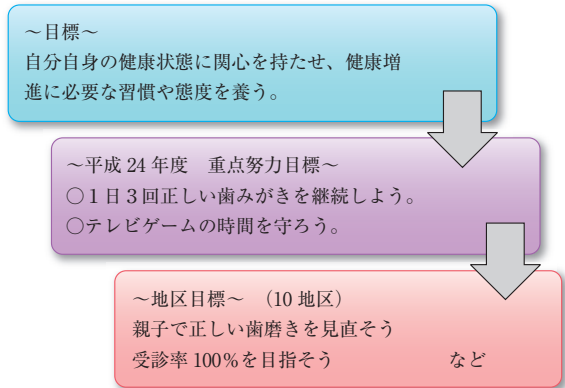 ～目標～
自分自身の健康状態に関心を持たせ、健康増
進に必要な習慣や態度を養う。
～平成 24 年度　重点努力目標～
○１日３回正しい歯みがきを継続しよう。
○テレビゲームの時間を守ろう。
～地区目標～　（10 地区）
親子で正しい歯磨きを見直そう
受診率 100％を目指そう　　　　　　など